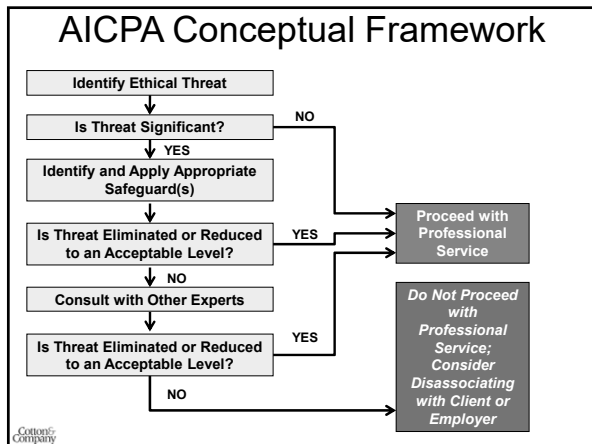 AICPA Conceptual Framework
Identify Ethical Threat
Is Threat Significant?
NO
YES
Identify and Apply Appropriate
Safeguard(s)
Is Threat Eliminated or Reduced
to an Acceptable Level?
YES
Proceed with
Professional
Service
NO
Consult with Other Experts
Is Threat Eliminated or Reduced
to an Acceptable Level?
YES
NO
Do Not Proceed
with
Professional
Service;
Consider
Disassociating
with Client or
Employer
Cotton&
Company